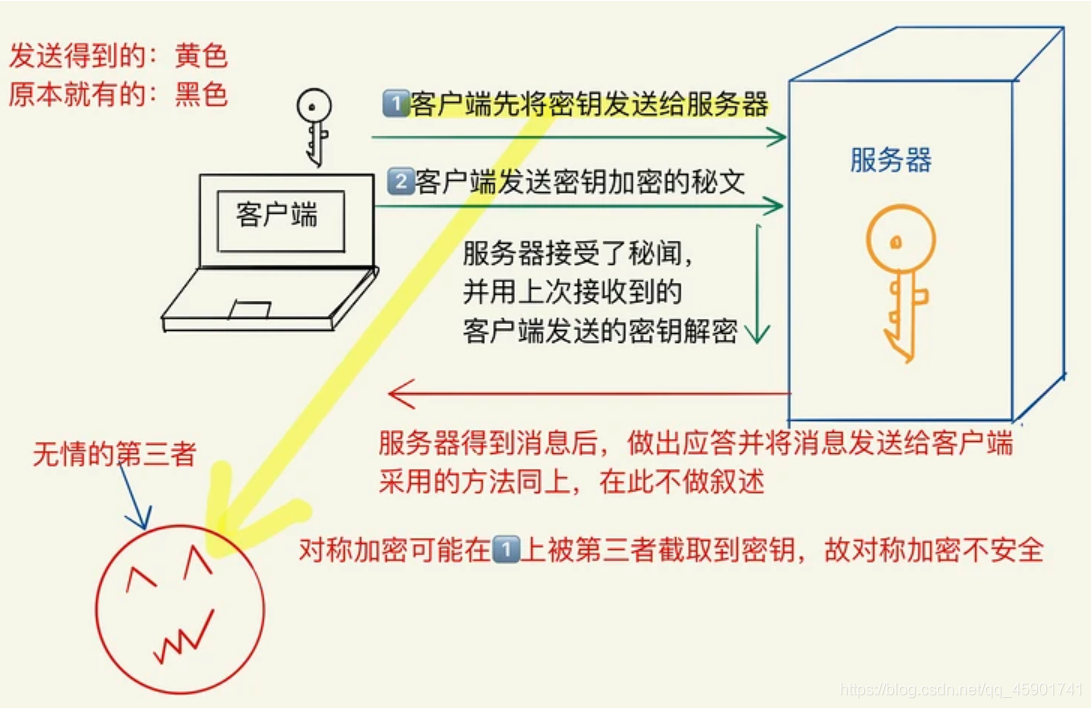 发送得到的：黄色
原本就有的：黑色
1客户端先将密钥发送给服务器
2客户端发送密钥加密的秘文
服务器
客户端
服务器接受了秘闻，
并用上次接收到的
客户端发送的密钥解密
无情的第三者
服务器得到消息后，做出应答并将消息发送给客户端
采用的方法同上，在此不做叙述
对称加密可能在1上被第三者截取到密钥，故对称加密不安全
https://blog.csdn.net/qq_45901741